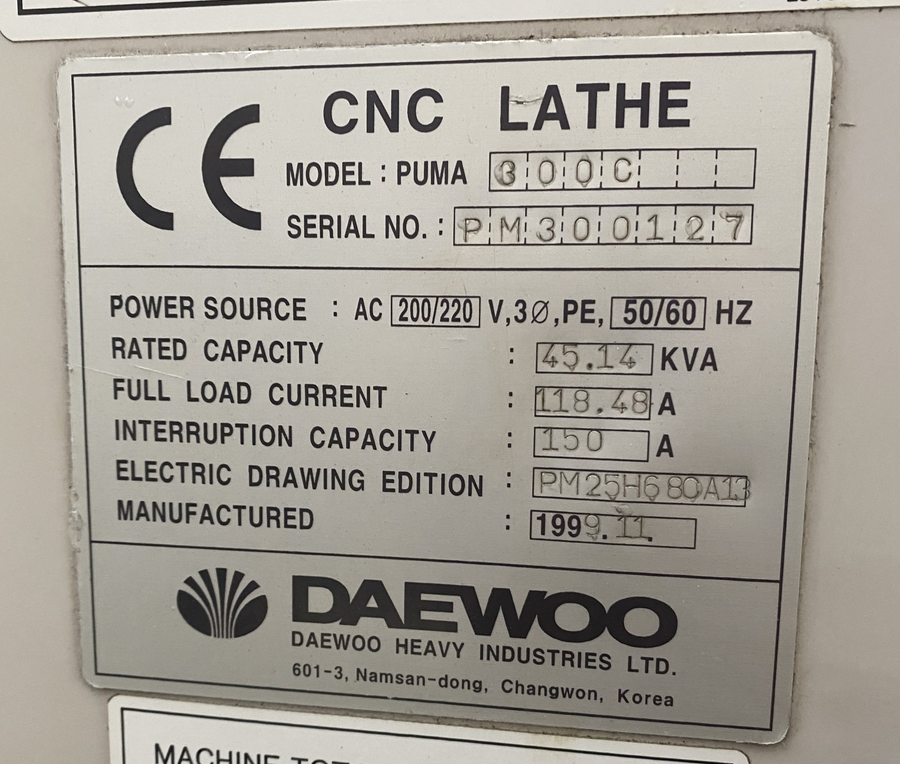 CE
CNC LATHE
MODEL : PUMA 300C
SERIAL NO. : PM300127
POWER SOURCE : AC 200/220 V,3Ø,PE, 50/60 HZ
RATED CAPACITY : 45.14 KVA
FULL LOAD CURRENT : 118.48 A
INTERRUPTION CAPACITY : 150 A
ELECTRIC DRAWING EDITION : PM25H680A13
MANUFACTURED : 1999.11.
DAEWOO
DAEWOO HEAVY INDUSTRIES LTD.
601-3, Namsan-dong, Changwon, Korea
MACHINE